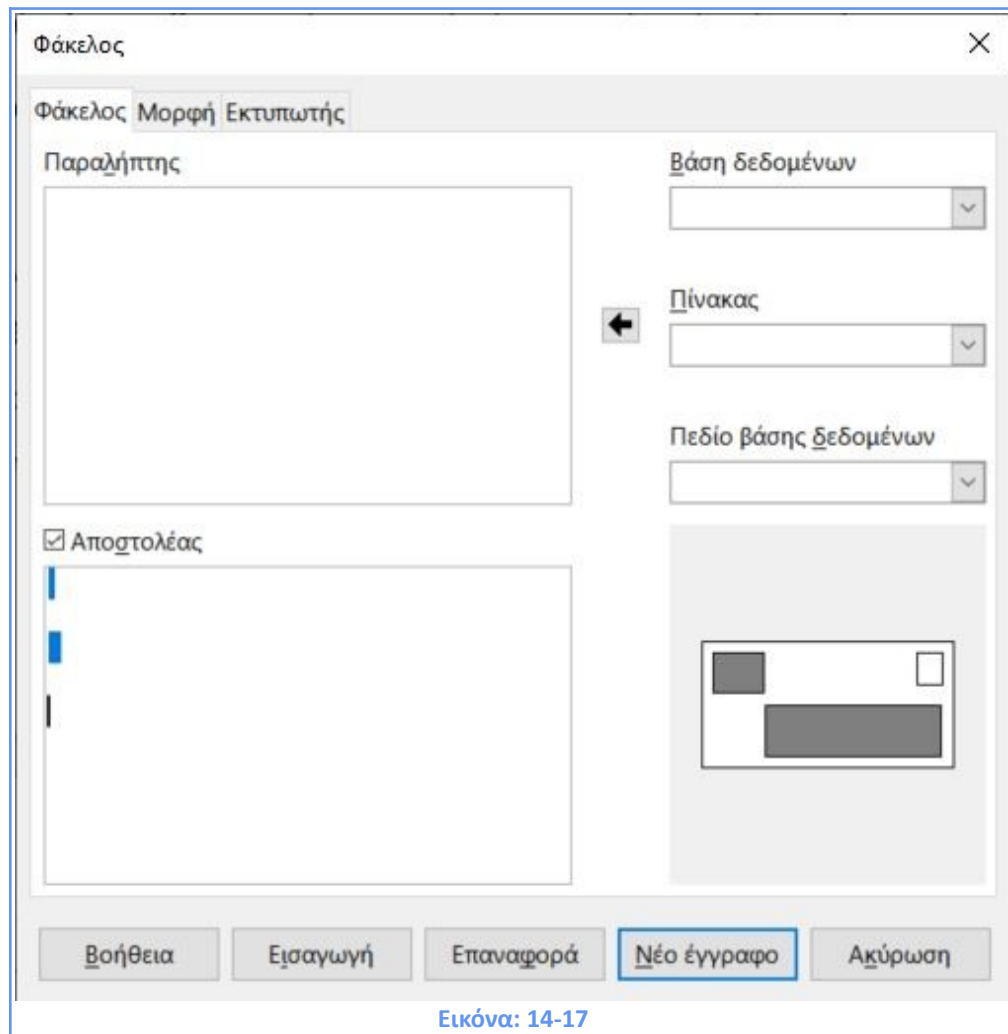 Φάκελος
Φάκελος Μορφή Εκτυπωτής
Παραλήπτης
Βάση δεδομένων
Πίνακας
Πεδίο βάσης δεδομένων
Αποστολέας
Βοήθεια Εισαγωγή Επαναφορά Νέο έγγραφο Ακύρωση
Εικόνα: 14-17